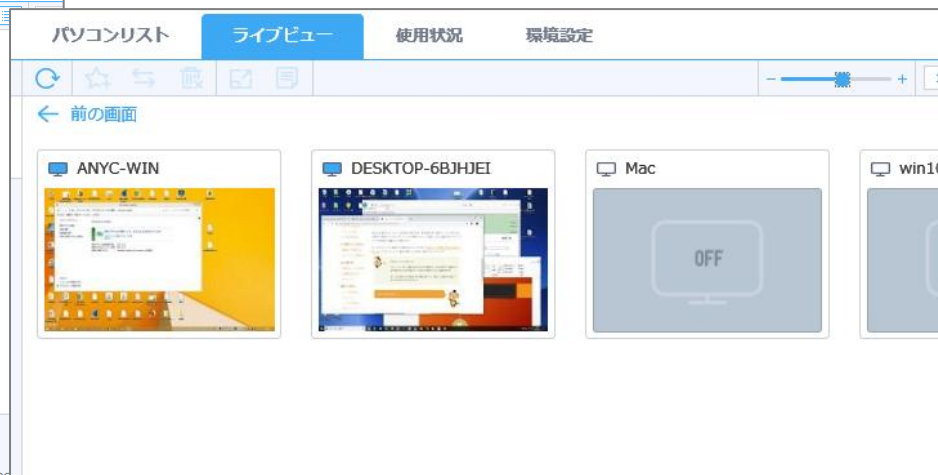 パソコンリスト
ライブビュー
使用状況
環境設定
前の画面
ANYC-WIN
DESKTOP-6BJHJEI
Mac
win10
OFF